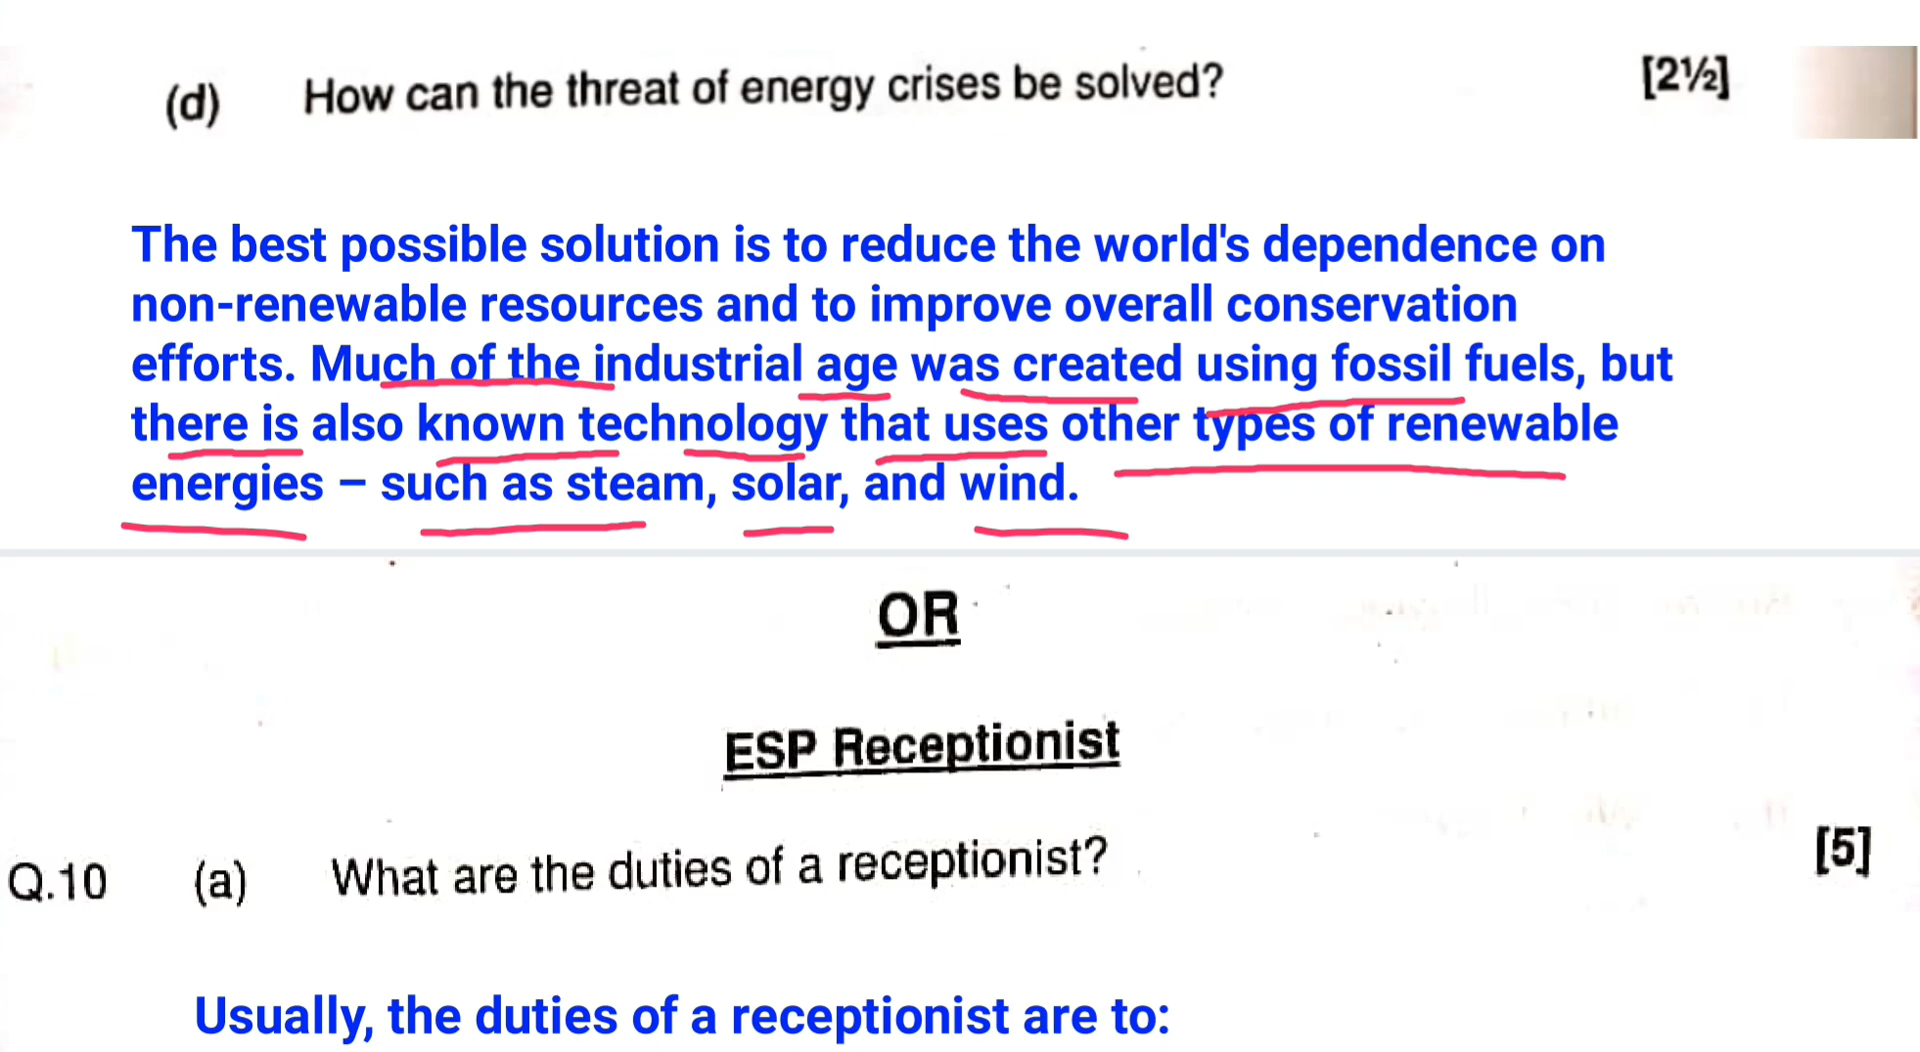 (d) How can the threat of energy crises be solved? [2½]
The best possible solution is to reduce the world's dependence on
non-renewable resources and to improve overall conservation
efforts. Much of the industrial age was created using fossil fuels, but
there is also known technology that uses other types of renewable
energies – such as steam, solar, and wind.
OR
ESP Receptionist
Q.10 (a) What are the duties of a receptionist? [5]
Usually, the duties of a receptionist are to: